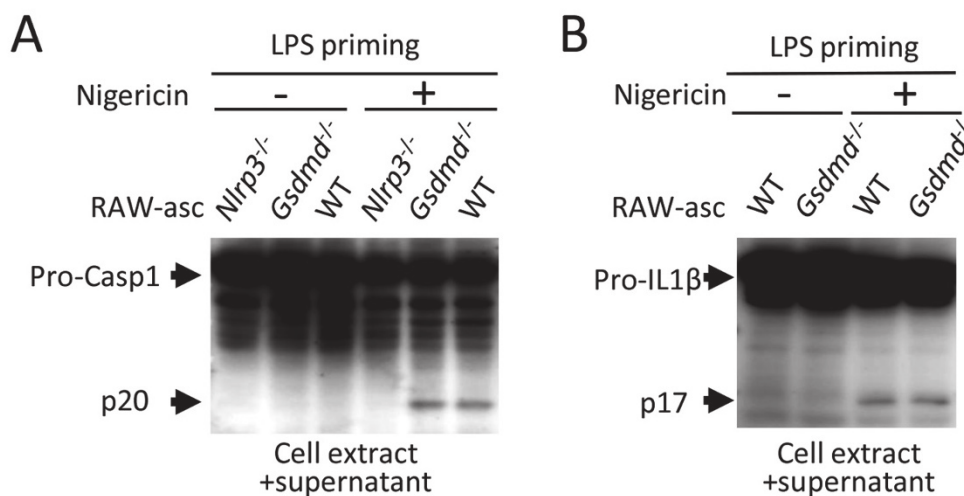 A
LPS priming
Nigericin - +
Nlrp3-/- Gsdmd-/- WT Nlrp3-/- Gsdmd-/- WT
RAW-asc
Pro-Casp1
p20
Cell extract
+supernatant
B
LPS priming
Nigericin - +
WT Gsdmd-/- WT Gsdmd-/-
RAW-asc
Pro-IL1β
p17
Cell extract
+supernatant